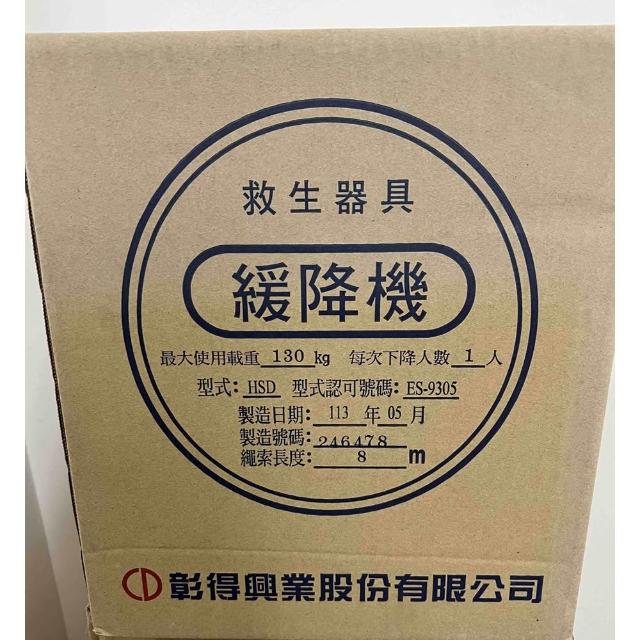 救生器具
緩降機
最大使用載重 130 kg 每次下降人數 1 人
型式: HSD 型式認可號碼: ES-9305
製造日期: 113 年 05 月
製造號碼: 246478
繩索長度: 8 m
CD 彰得興業股份有限公司